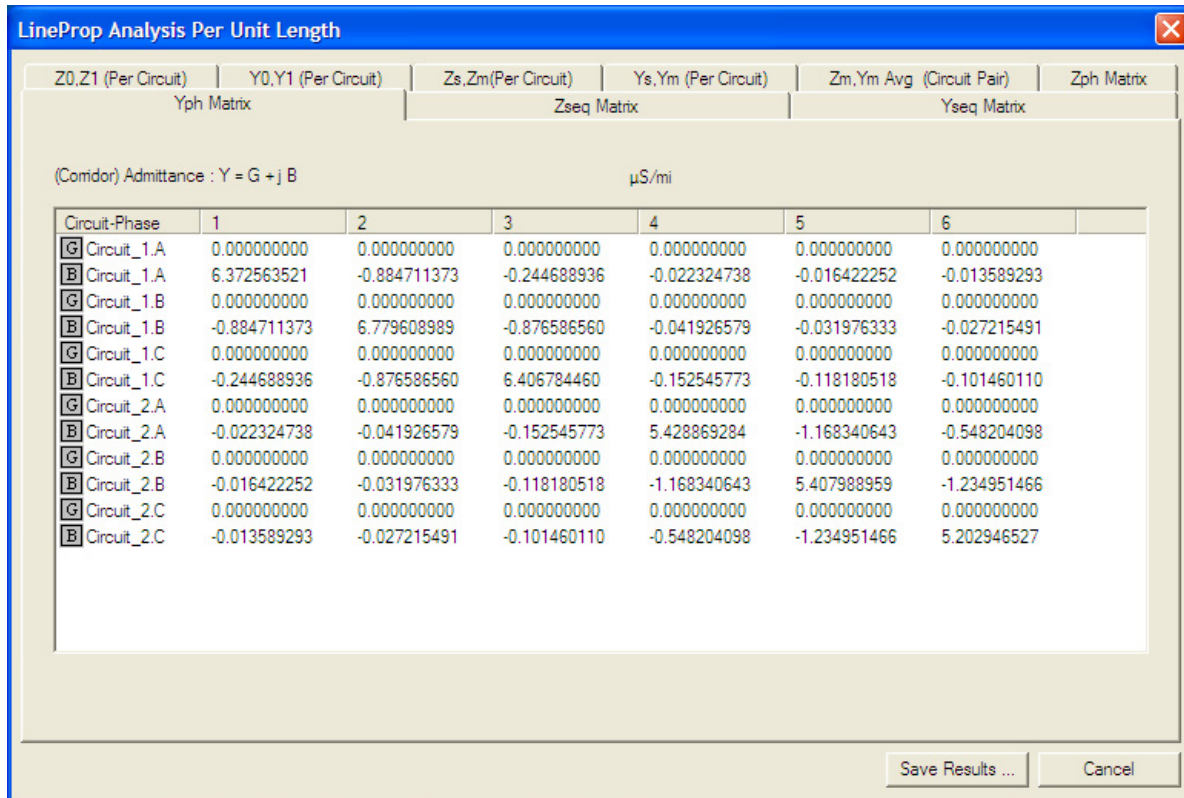 LineProp Analysis Per Unit Length
Z0,Z1 (Per Circuit) Y0,Y1 (Per Circuit) Zs,Zm(Per Circuit) Ys,Ym (Per Circuit) Zm,Ym Avg (Circuit Pair) Zph Matrix
Yph Matrix Zseq Matrix Yseq Matrix
(Corridor) Admittance : Y = G + j B µS/mi
Circuit-Phase 1 2 3 4 5 6
G Circuit_1.A 0.000000000 0.000000000 0.000000000 0.000000000 0.000000000 0.000000000
B Circuit_1.A 6.372563521 -0.884711373 -0.244688936 -0.022324738 -0.016422252 -0.013589293
G Circuit_1.B 0.000000000 0.000000000 0.000000000 0.000000000 0.000000000 0.000000000
B Circuit_1.B -0.884711373 6.779608989 -0.876586560 -0.041926579 -0.031976333 -0.027215491
G Circuit_1.C 0.000000000 0.000000000 0.000000000 0.000000000 0.000000000 0.000000000
B Circuit_1.C -0.244688936 -0.876586560 6.406784460 -0.152545773 -0.118180518 -0.101460110
G Circuit_2.A 0.000000000 0.000000000 0.000000000 0.000000000 0.000000000 0.000000000
B Circuit_2.A -0.022324738 -0.041926579 -0.152545773 5.428869284 -1.168340643 -0.548204098
G Circuit_2.B 0.000000000 0.000000000 0.000000000 0.000000000 0.000000000 0.000000000
B Circuit_2.B -0.016422252 -0.031976333 -0.118180518 -1.168340643 5.407988959 -1.234951466
G Circuit_2.C 0.000000000 0.000000000 0.000000000 0.000000000 0.000000000 0.000000000
B Circuit_2.C -0.013589293 -0.027215491 -0.101460110 -0.548204098 -1.234951466 5.202946527
Save Results ... Cancel